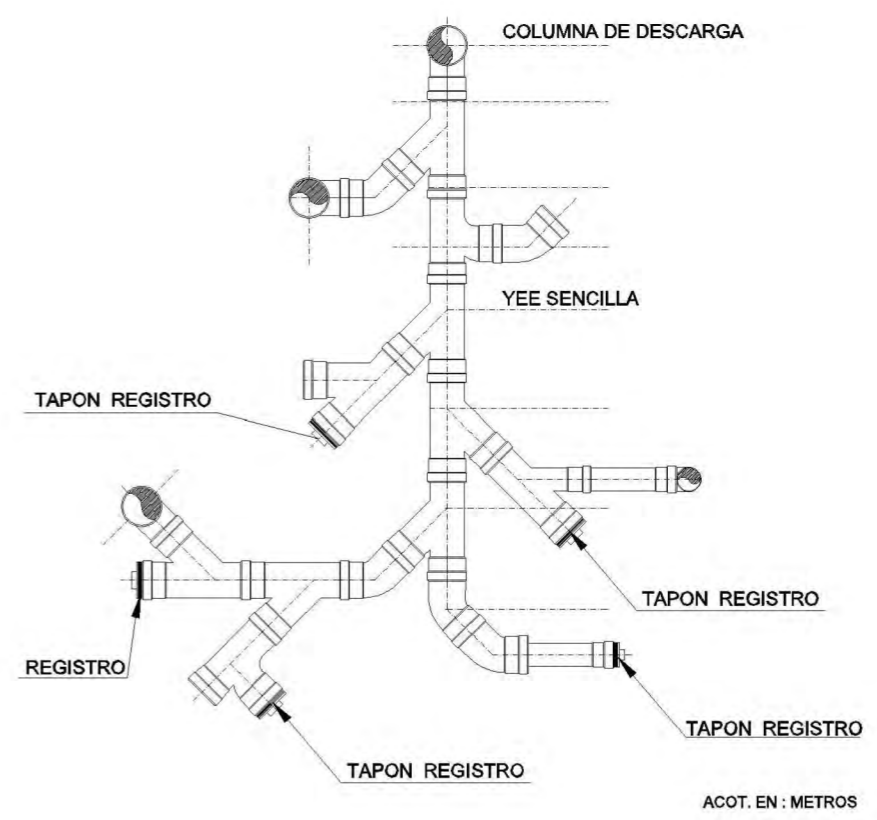 COLUMNA DE DESCARGA
YEE SENCILLA
TAPON REGISTRO
TAPON REGISTRO
REGISTRO
TAPON REGISTRO
TAPON REGISTRO
ACOT. EN : METROS